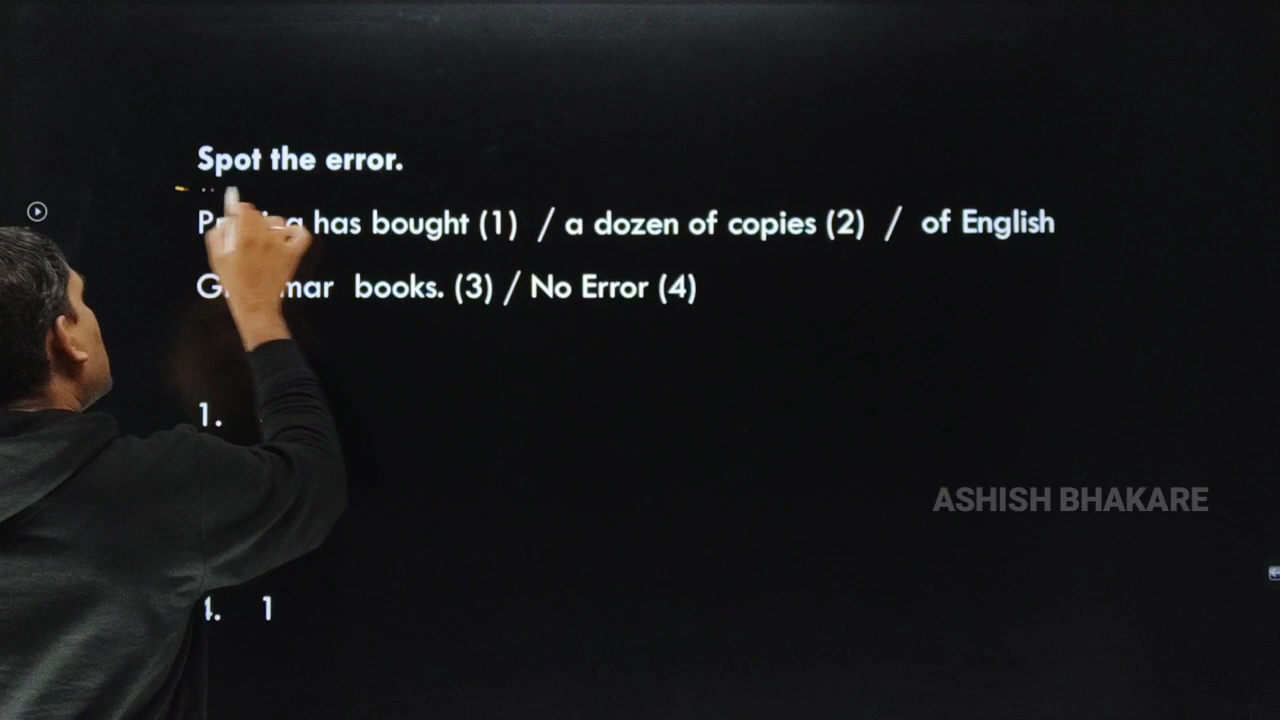 Spot the error.
has bought (1) / a dozen of copies (2) / of English
books. (3) / No Error (4)
1.
ASHISH BHAKARE
4. 1